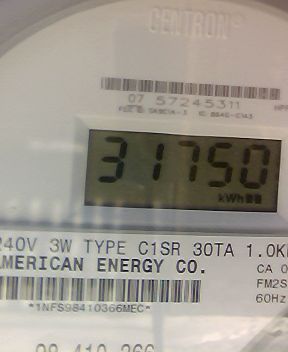 CENTRON®
07 57245311
31750
kWh
240V 3W TYPE C1SR 30TA 1.0K
AMERICAN ENERGY CO.
CA 0
FM2S
60Hz
*1NFS98410366MEC*
98 410 366